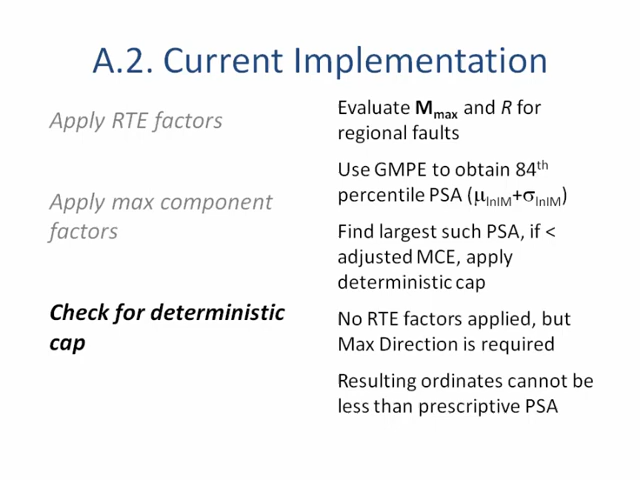 A.2. Current Implementation
Apply RTE factors
Apply max component
factors
Check for deterministic
cap
Evaluate Mmax and R for
regional faults
Use GMPE to obtain 84th
percentile PSA (μlnIM+σlnIM)
Find largest such PSA, if <
adjusted MCE, apply
deterministic cap
No RTE factors applied, but
Max Direction is required
Resulting ordinates cannot be
less than prescriptive PSA